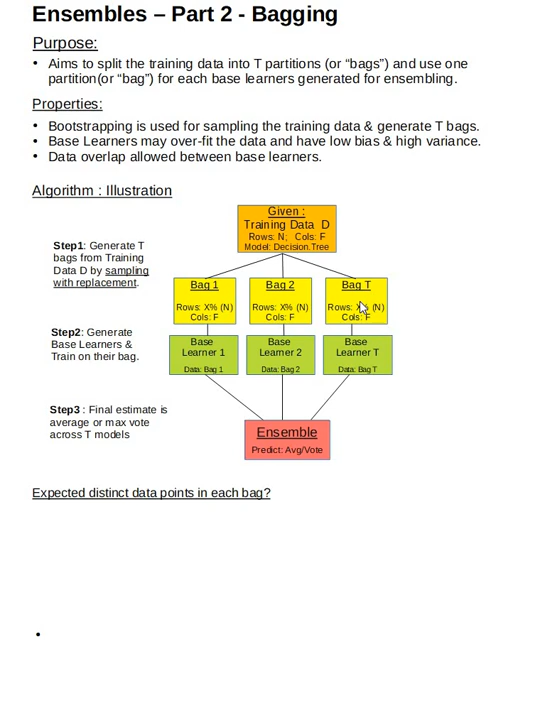 Ensembles – Part 2 - Bagging
Purpose:
• Aims to split the training data into T partitions (or “bags”) and use one
partition(or “bag”) for each base learners generated for ensembling.
Properties:
• Bootstrapping is used for sampling the training data & generate T bags.
• Base Learners may over-fit the data and have low bias & high variance.
• Data overlap allowed between base learners.
Algorithm : Illustration
Given :
Training Data D
Rows: N; Cols: F
Model: Decision.Tree
Step1: Generate T
bags from Training
Data D by sampling
with replacement.
Bag 1
Rows: X% (N)
Cols: F
Bag 2
Rows: X% (N)
Cols: F
Bag T
Rows: X% (N)
Cols: F
Step2: Generate
Base Learners &
Train on their bag.
Base
Learner 1
Data: Bag 1
Base
Learner 2
Data: Bag 2
Base
Learner T
Data: Bag T
Step3 : Final estimate is
average or max vote
across T models
Ensemble
Predict: Avg/Vote
Expected distinct data points in each bag?
•